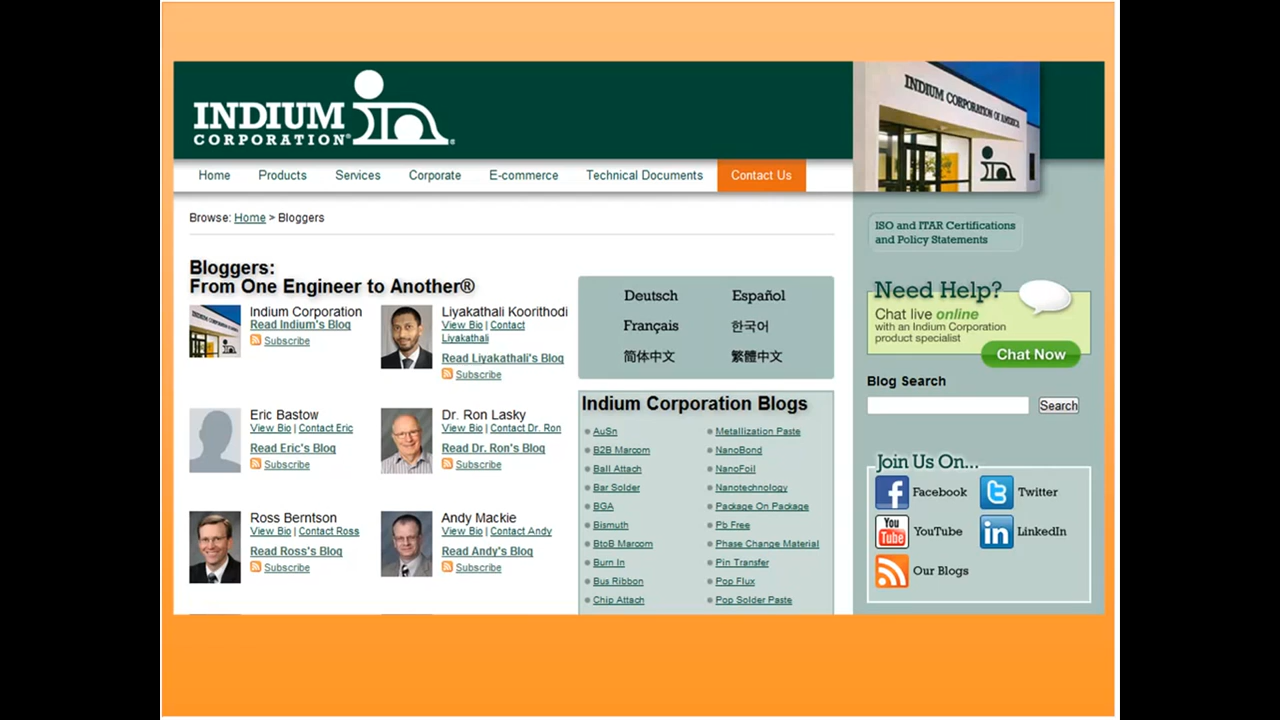 INDIUM
CORPORATION®
®
INDIUM CORPORATION OF AMERICA
Home Products Services Corporate E-commerce Technical Documents Contact Us
Browse: Home > Bloggers
Bloggers:
From One Engineer to Another®
Indium Corporation
Read Indium's Blog
Subscribe
Liyakathali Koorithodi
View Bio | Contact
Liyakathali
Read Liyakathali's Blog
Subscribe
Eric Bastow
View Bio | Contact Eric
Read Eric's Blog
Subscribe
Dr. Ron Lasky
View Bio | Contact Dr. Ron
Read Dr. Ron's Blog
Subscribe
Ross Berntson
View Bio | Contact Ross
Read Ross's Blog
Subscribe
Andy Mackie
View Bio | Contact Andy
Read Andy's Blog
Subscribe
Deutsch Español
Français 한국어
简体中文 繁體中文
Indium Corporation Blogs
AuSn
B2B Marcom
Ball Attach
Bar Solder
BGA
Bismuth
BtoB Marcom
Burn In
Bus Ribbon
Chip Attach
Metallization Paste
NanoBond
NanoFoil
Nanotechnology
Package On Package
Pb Free
Phase Change Material
Pin Transfer
Pop Flux
Pop Solder Paste
ISO and ITAR Certifications
and Policy Statements
Need Help?
Chat live online
with an Indium Corporation
product specialist
Chat Now
Blog Search
Search
Join Us On...
Facebook Twitter
You
Tube
YouTube LinkedIn
Our Blogs